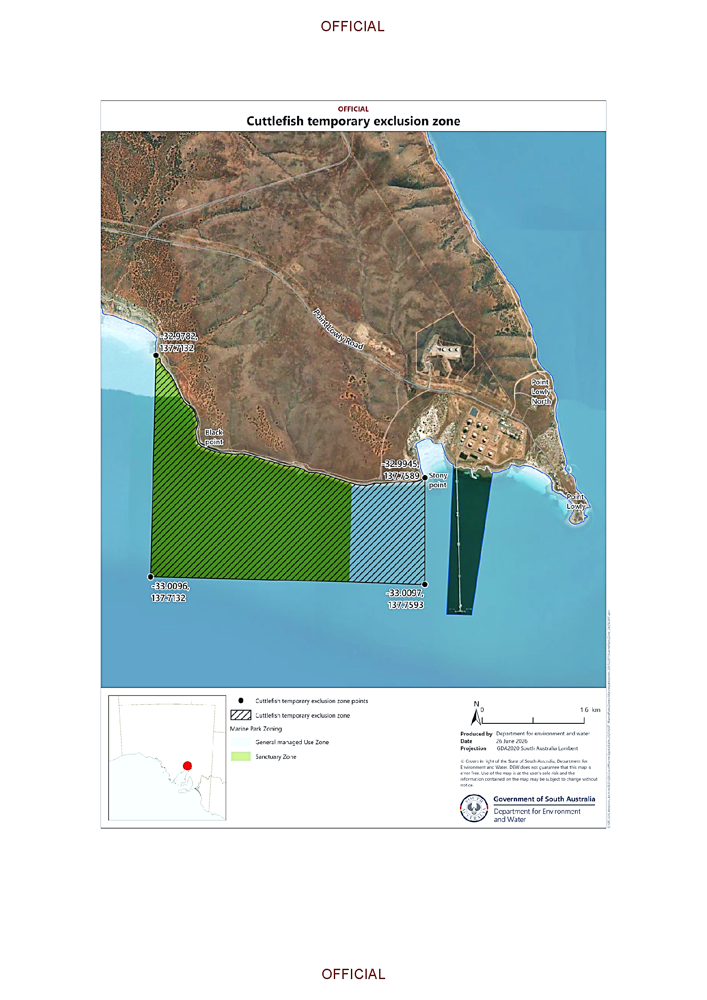 OFFICIAL
OFFICIAL
Cuttlefish temporary exclusion zone
-32.9782,
137.7132
Point Lowly Road
Point
Lowly
North
Black
point
-32.9945,
137.7589
Stony
point
Point
Lowly
-33.0096,
137.7132
-33.0097,
137.7593
Cuttlefish temporary exclusion zone points
Cuttlefish temporary exclusion zone
Marine Park Zoning
General managed Use Zone
Sanctuary Zone
N
0 1.6 km
Produced by Department for environment and water
Date 26 June 2026
Projection GDA2020 South Australia Lambert
© Crown in right of the State of South Australia, Department for
Environment and Water. DEW does not guarantee that this map is
error free. Use of the map is at the user's sole risk and the
information contained on the map may be subject to change without
notice.
SOUTH AUSTRALIA
Government of South Australia
Department for Environment
and Water
OFFICIAL